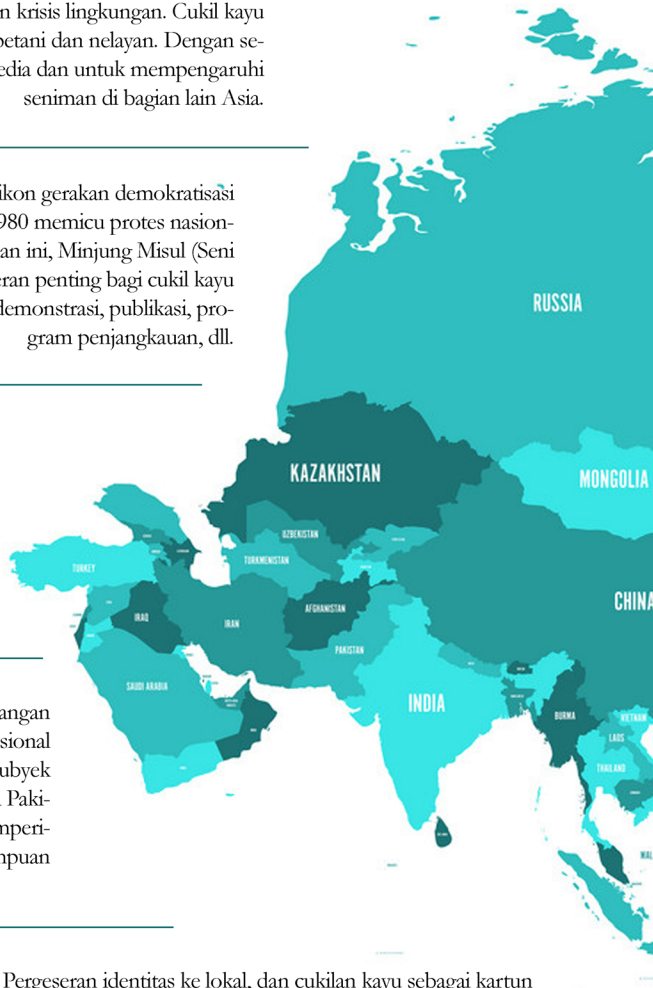 n krisis lingkungan. Cukil kayu
petani dan nelayan. Dengan se-
edia dan untuk mempengaruhi
seniman di bagian lain Asia.
ikon gerakan demokratisasi
980 memicu protes nasion-
an ini, Minjung Misul (Seni
eran penting bagi cukil kayu
demonstrasi, publikasi, pro-
gram penjangkauan, dll.
RUSSIA
KAZAKHSTAN
MONGOLIA
UZBEKISTAN
TURKMENISTAN
TURKEY
CHINA
AFGHANISTAN
IRAQ
IRAN
PAKISTAN
SAUDI ARABIA
INDIA
BURMA
VIETNAM
LAOS
THAILAND
angan
sional
ubyek
Paki-
mperi-
mpuan
MAL
Pergeseran identitas ke lokal, dan cukilan kayu sebagai kartun